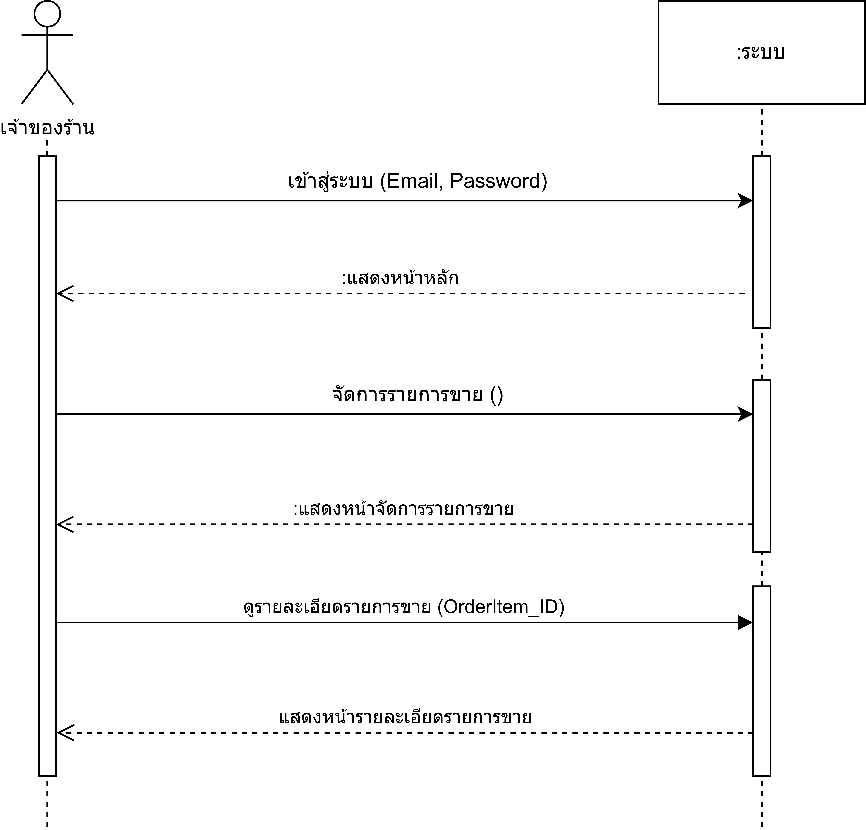 :ระบบ
เจ้าของร้าน
เข้าสู่ระบบ (Email, Password)
:แสดงหน้าหลัก
จัดการรายการขาย ()
:แสดงหน้าจัดการรายการขาย
ดูรายละเอียดรายการขาย (OrderItem_ID)
แสดงหน้ารายละเอียดรายการขาย